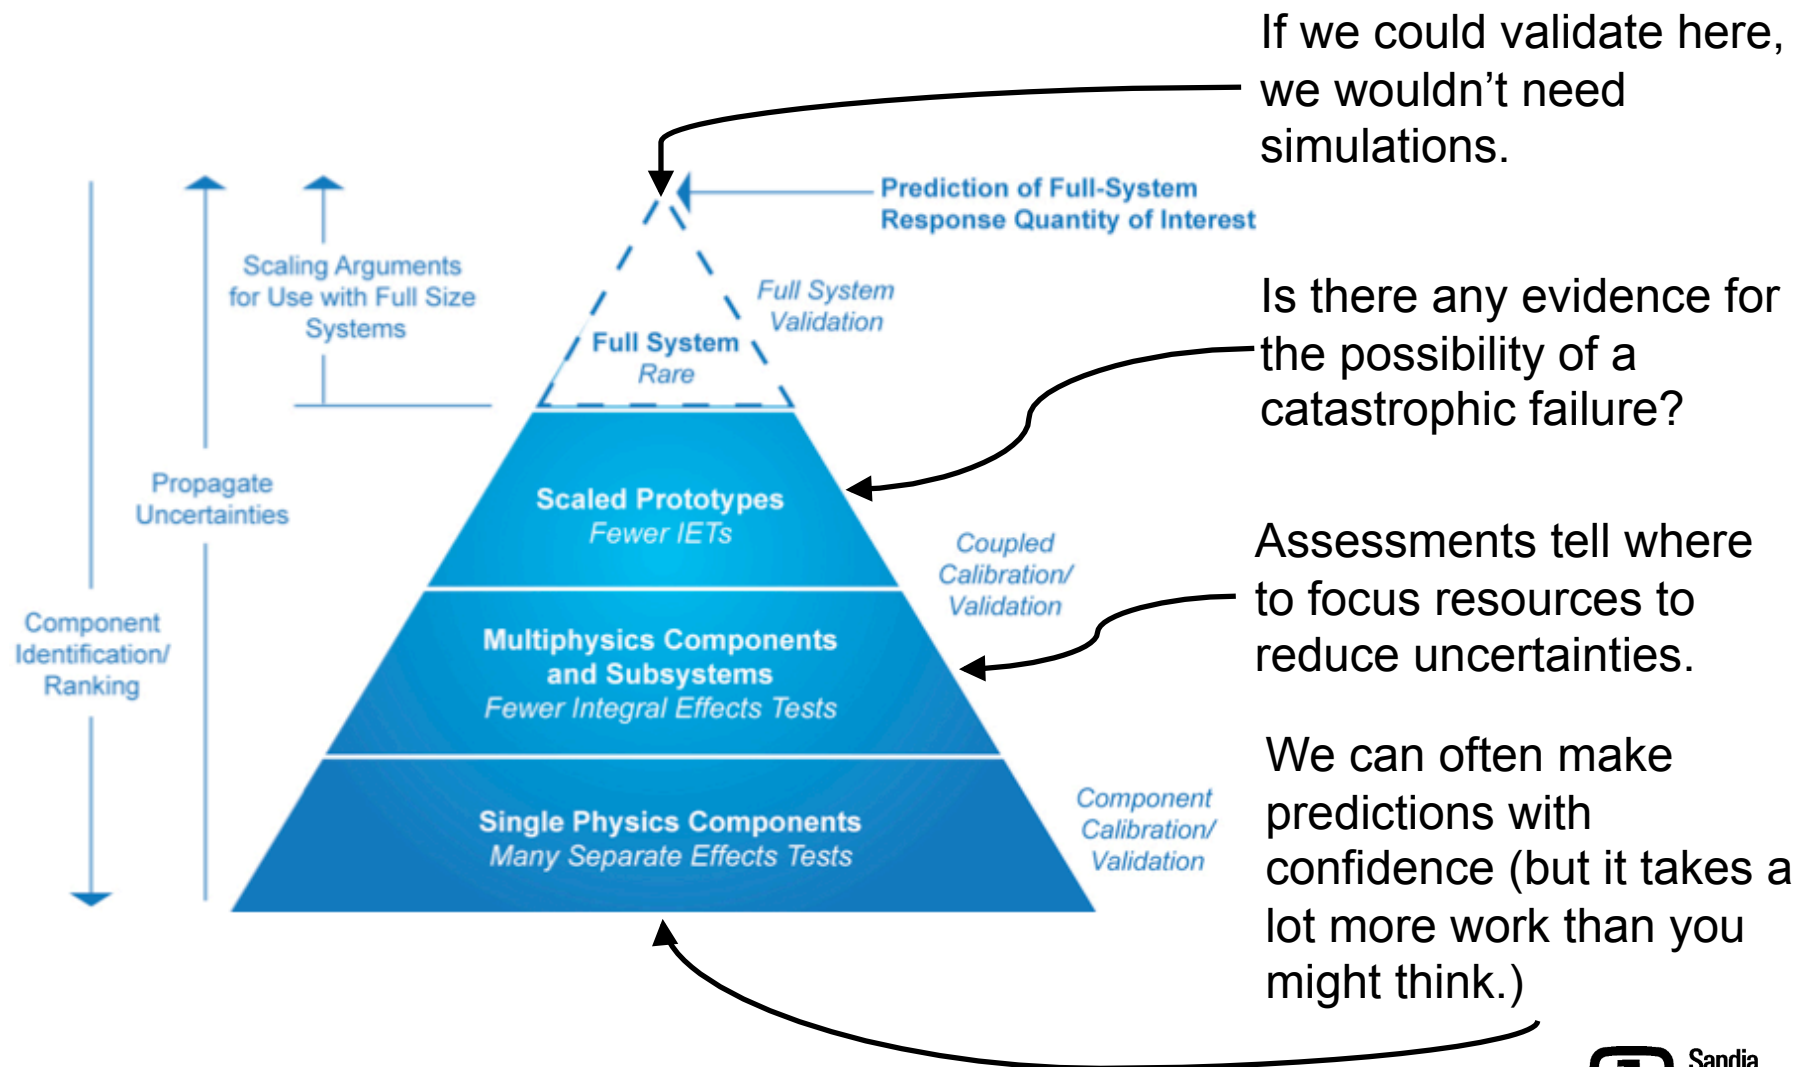 If we could validate here,
we wouldn’t need
simulations.
Prediction of Full-System
Response Quantity of Interest
Scaling Arguments
for Use with Full Size
Systems
Full System
Validation
Full System
Rare
Is there any evidence for
the possibility of a
catastrophic failure?
Propagate
Uncertainties
Scaled Prototypes
Fewer IETs
Coupled
Calibration/
Validation
Assessments tell where
to focus resources to
reduce uncertainties.
Component
Identification/
Ranking
Multiphysics Components
and Subsystems
Fewer Integral Effects Tests
We can often make
predictions with
confidence (but it takes a
lot more work than you
might think.)
Single Physics Components
Many Separate Effects Tests
Component
Calibration/
Validation
Sandia